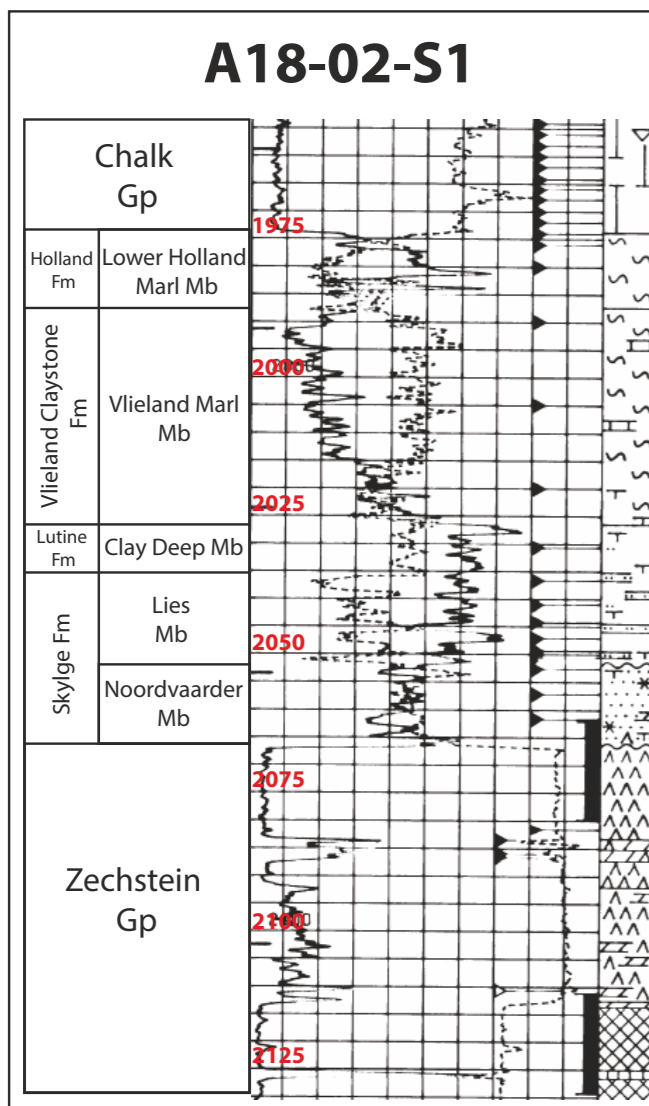 A18-02-S1
Chalk
Gp
1975
Holland
Fm
Lower Holland
Marl Mb
Vlieland Claystone
Fm
Vlieland Marl
Mb
2000
2025
Lutine
Fm
Clay Deep Mb
Skylge Fm
Lies
Mb
2050
Noordvaarder
Mb
2075
Zechstein
Gp
2100
2125